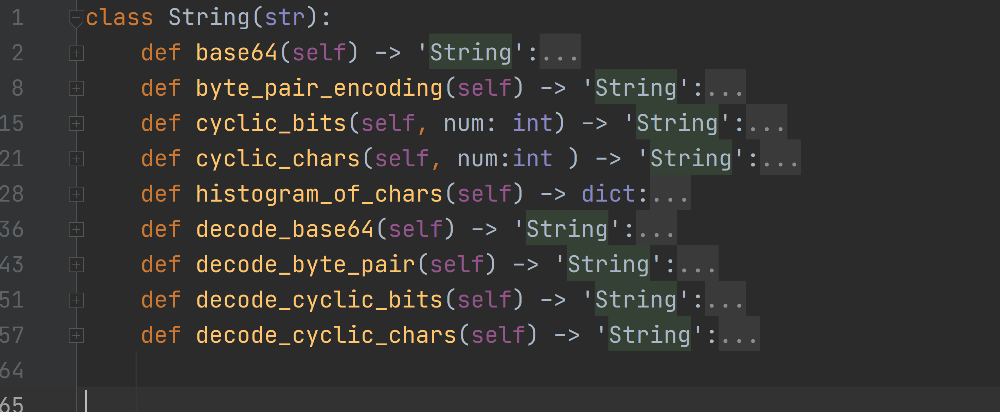 1 class String(str):
2 def base64(self) -> 'String':...
8 def byte_pair_encoding(self) -> 'String':...
15 def cyclic_bits(self, num: int) -> 'String':...
21 def cyclic_chars(self, num:int ) -> 'String':...
28 def histogram_of_chars(self) -> dict:...
36 def decode_base64(self) -> 'String':...
43 def decode_byte_pair(self) -> 'String':...
51 def decode_cyclic_bits(self) -> 'String':...
57 def decode_cyclic_chars(self) -> 'String':...
64
65